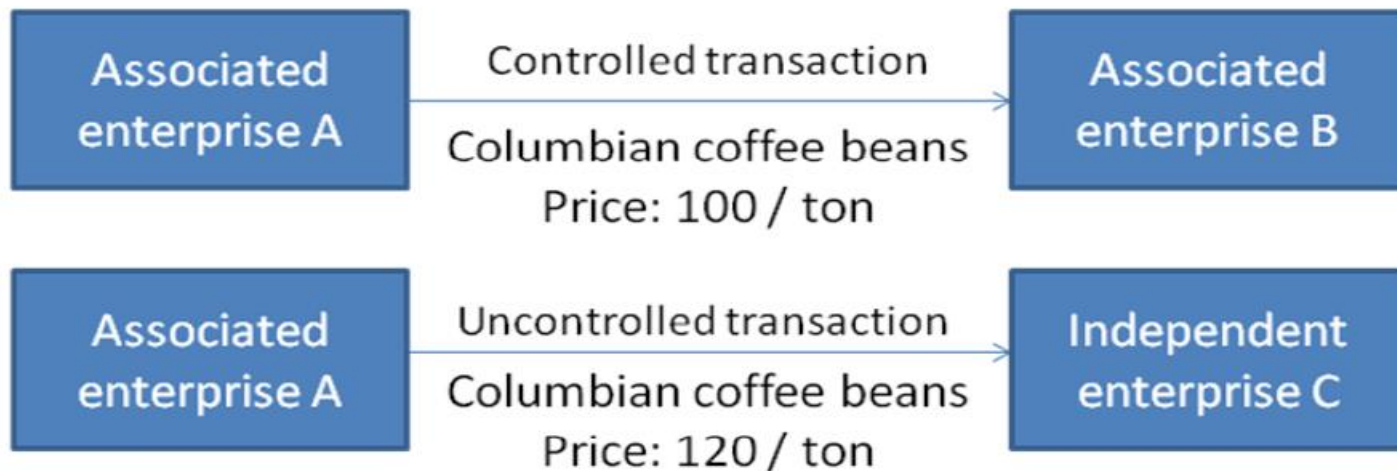 Associated
enterprise A
Controlled transaction
Columbian coffee beans
Price: 100 / ton
Associated
enterprise B
Associated
enterprise A
Uncontrolled transaction
Columbian coffee beans
Price: 120 / ton
Independent
enterprise C